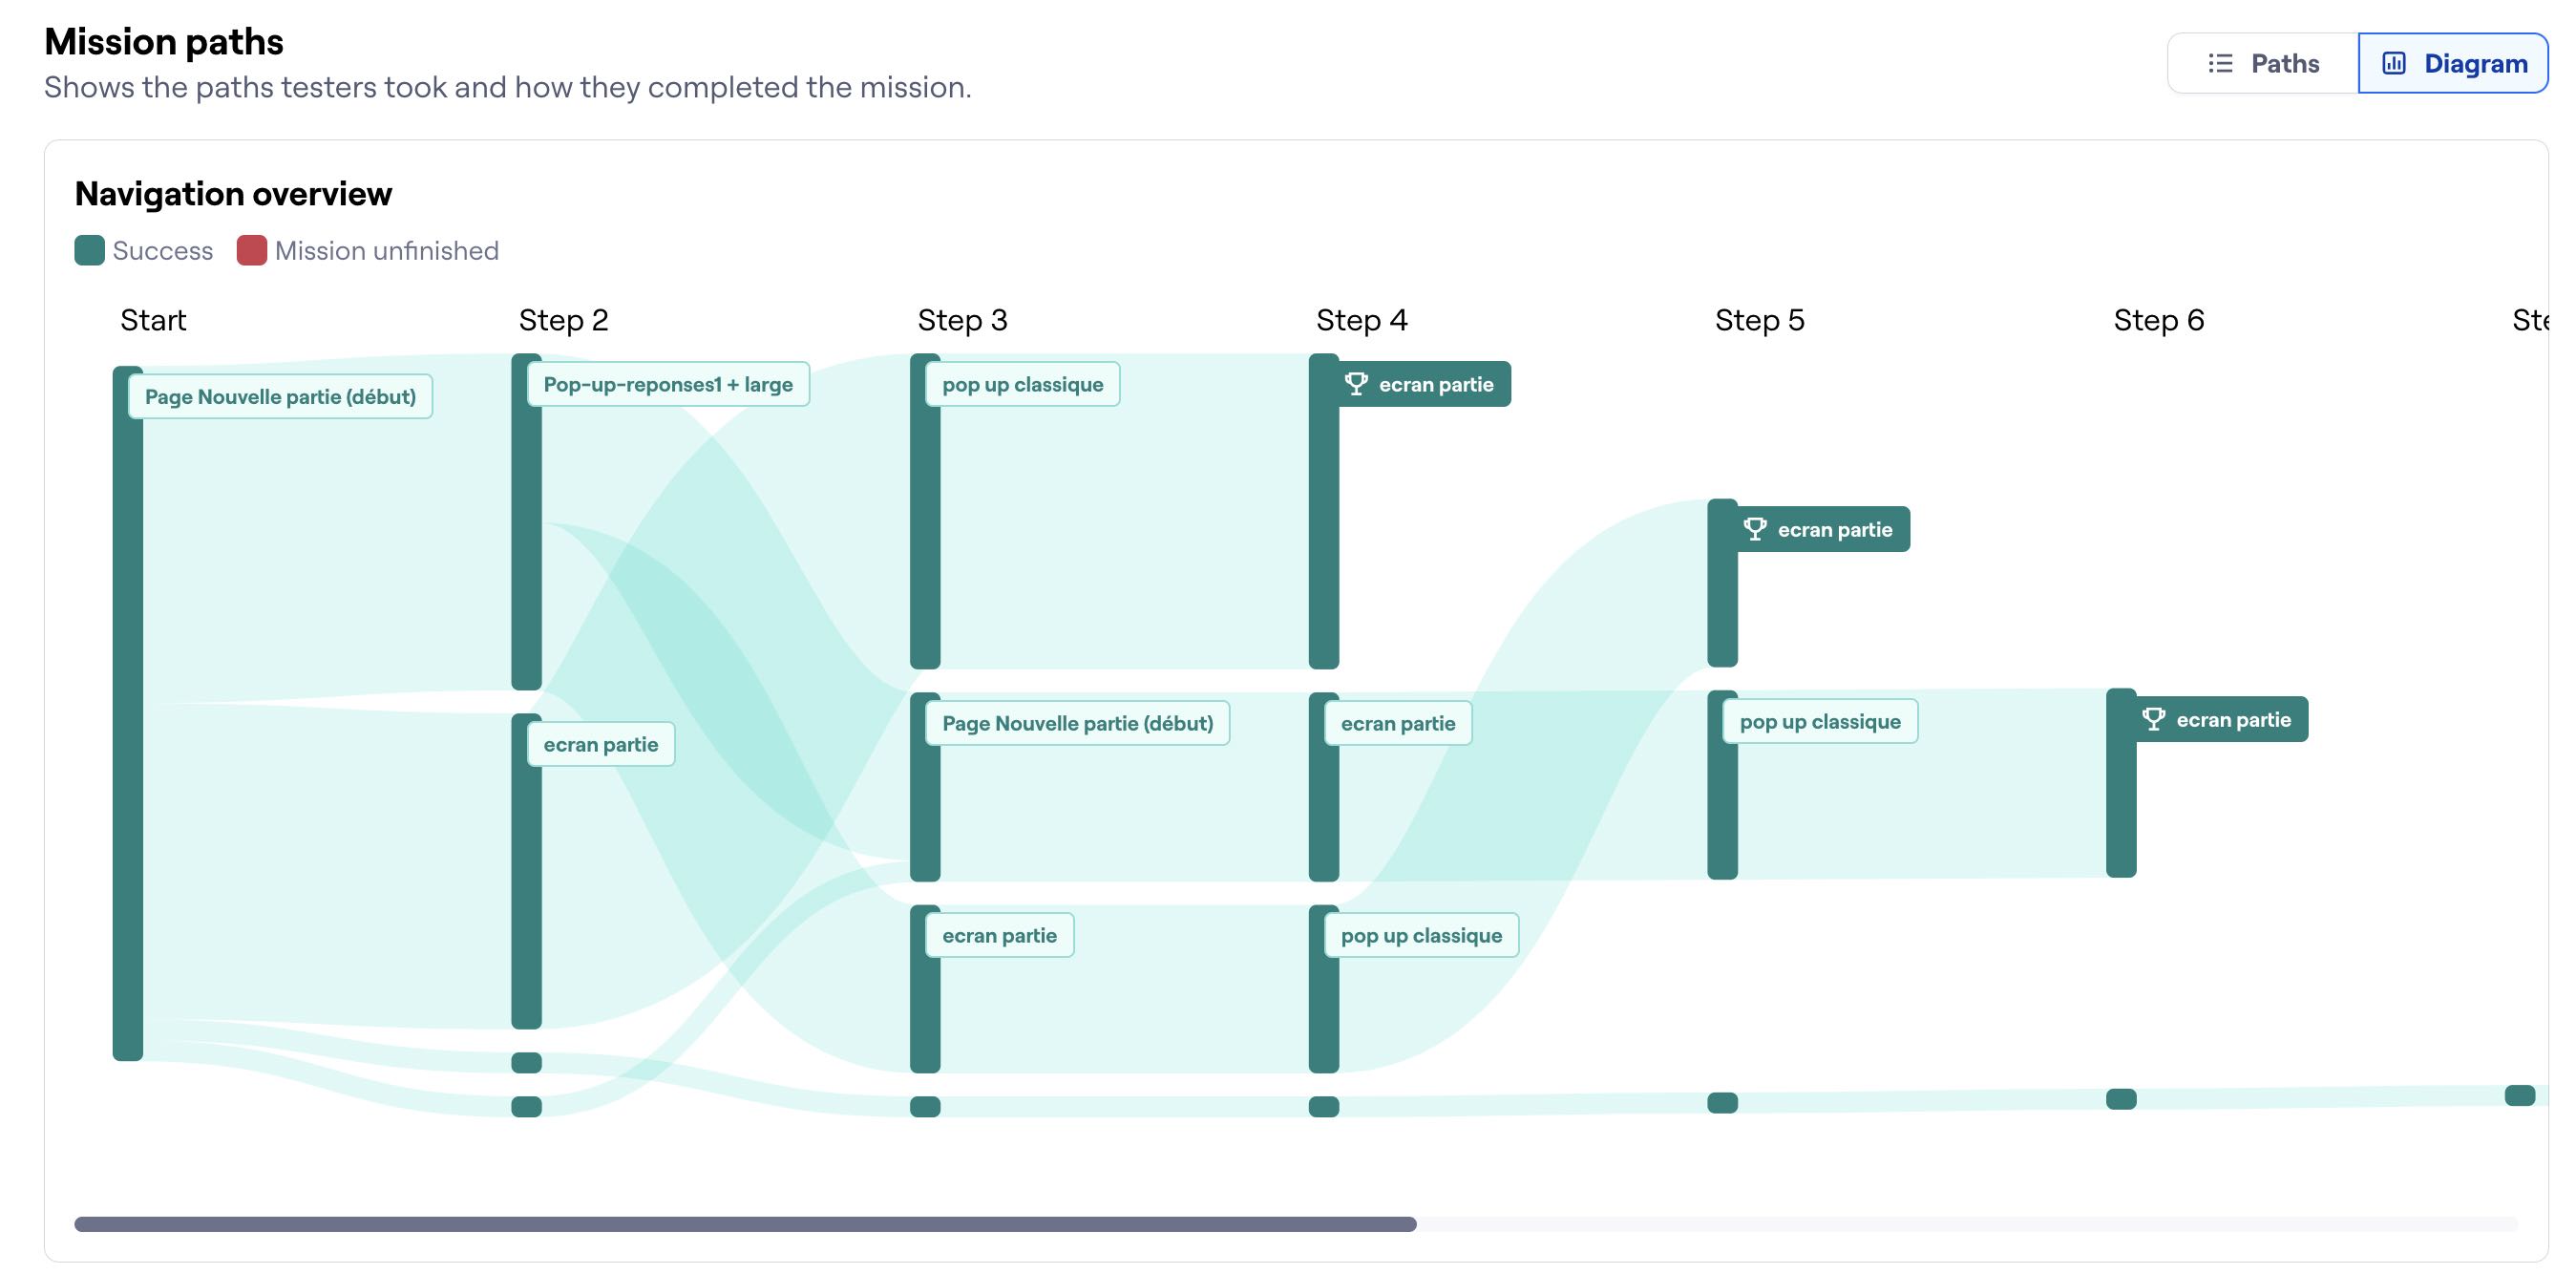 Mission paths
Shows the paths testers took and how they completed the mission.
Paths
Diagram
Navigation overview
Success
Mission unfinished
Start
Step 2
Step 3
Step 4
Step 5
Step 6
Page Nouvelle partie (début)
Pop-up-reponses1 + large
pop up classique
ecran partie
ecran partie
ecran partie
Page Nouvelle partie (début)
ecran partie
pop up classique
ecran partie
ecran partie
pop up classique